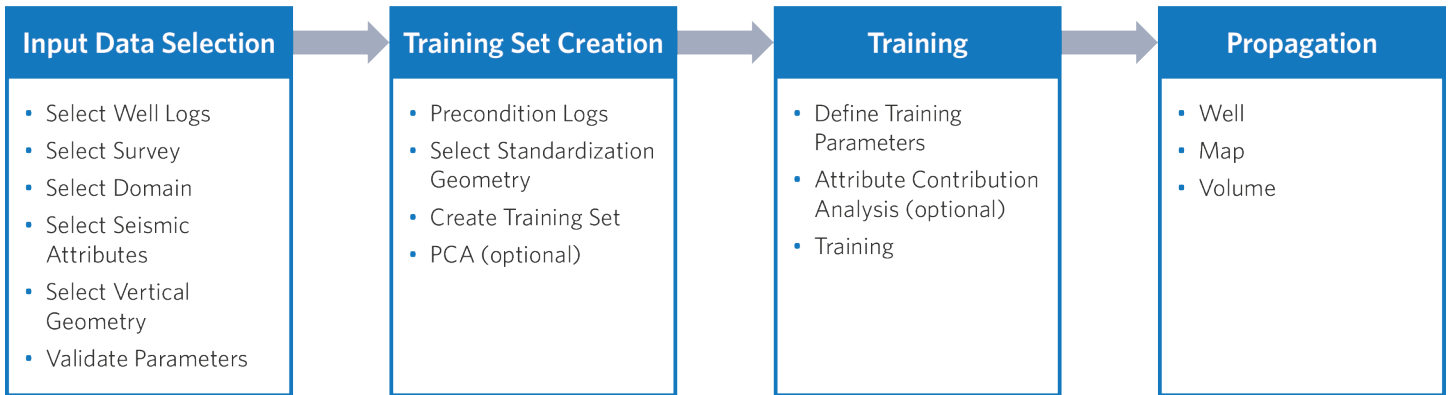 Input Data Selection
• Select Well Logs
• Select Survey
• Select Domain
• Select Seismic
Attributes
• Select Vertical
Geometry
• Validate Parameters
Training Set Creation
• Precondition Logs
• Select Standardization
Geometry
• Create Training Set
• PCA (optional)
Training
• Define Training
Parameters
• Attribute Contribution
Analysis (optional)
• Training
Propagation
• Well
• Map
• Volume